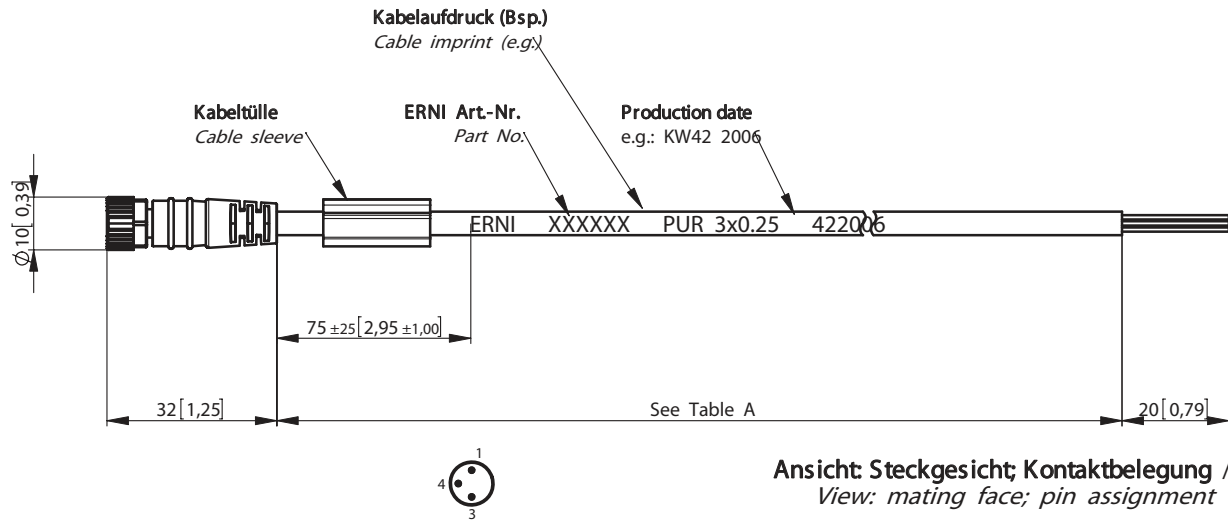 Kabelaufdruck (Bsp.)
Cable imprint (e.g.)
Kabeltülle
Cable sleeve
ERNI Art.-Nr.
Part No.
Production date
e.g.: KW42 2006
⌀10[0,39]
ERNI XXXXXX PUR 3x0.25 422006
75 ±25[2,95 ±1,00]
32[1,25]
See Table A
20[0,79]
1
4
3
Ansicht: Steckgesicht; Kontaktbelegung /
View: mating face; pin assignment